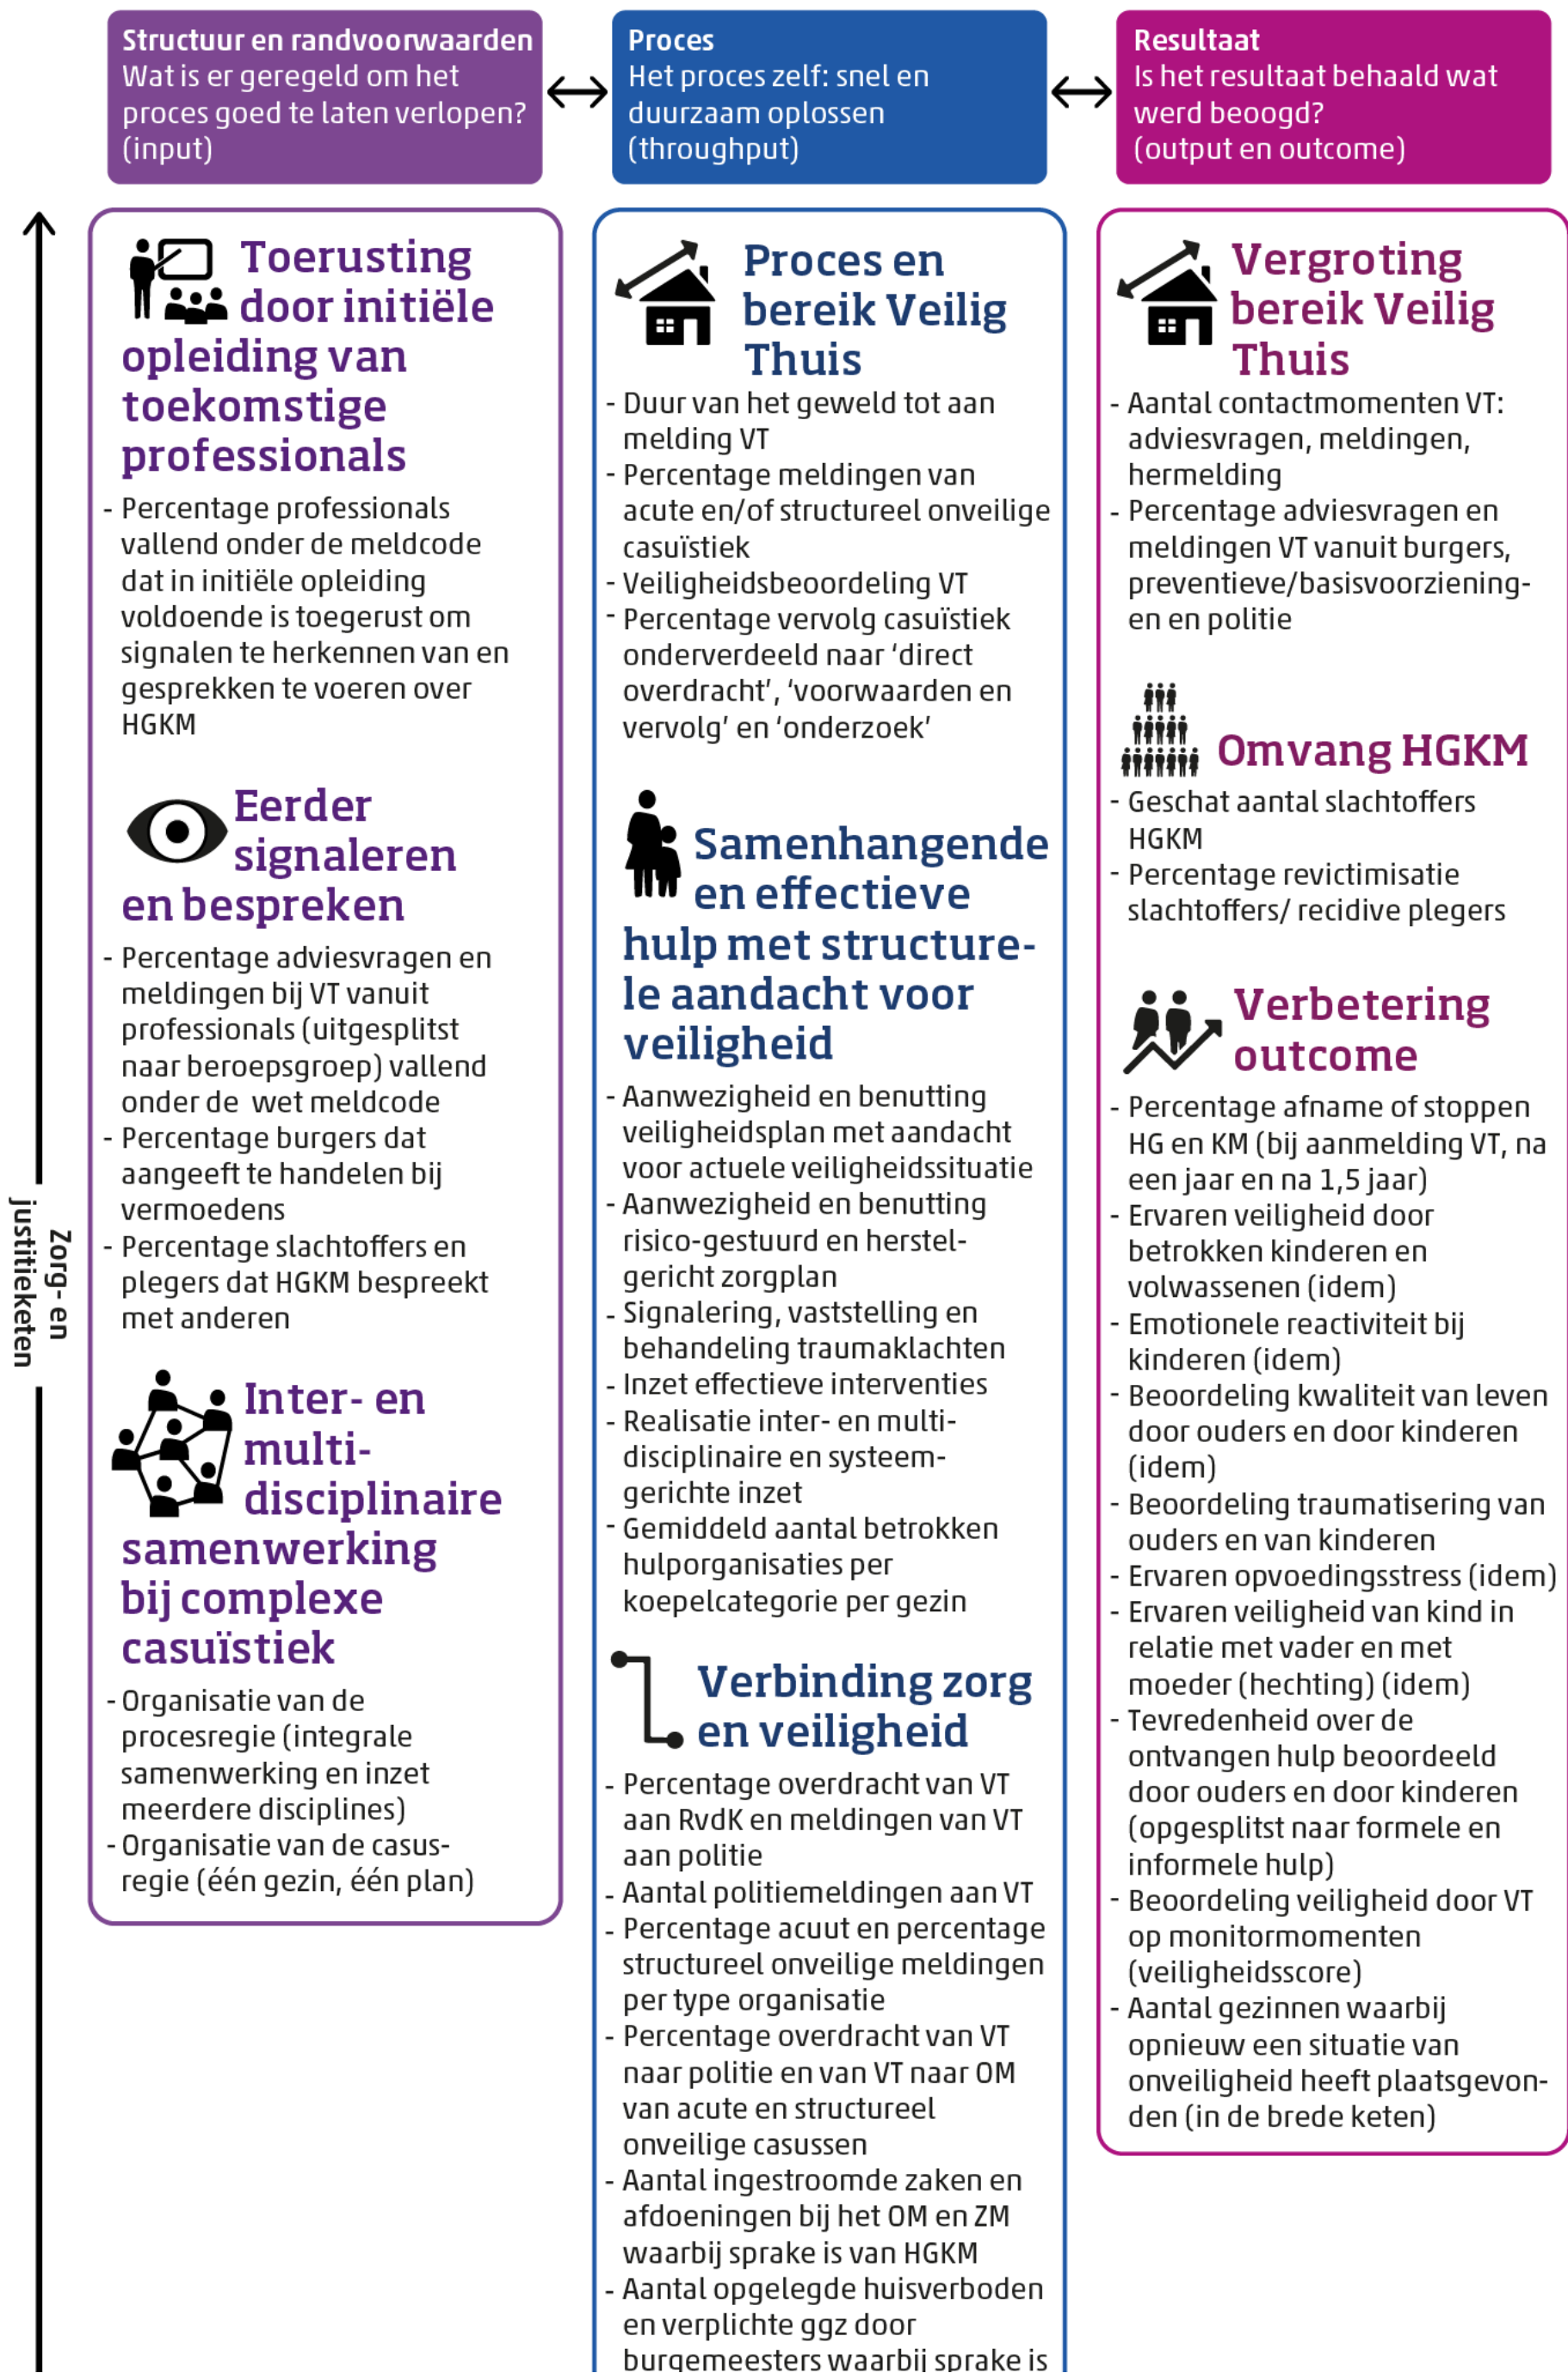 Structuur en randvoorwaarden
Wat is er geregeld om het
proces goed te laten verlopen?
(input)
Proces
Het proces zelf: snel en
duurzaam oplossen
(throughput)
Resultaat
Is het resultaat behaald wat
werd beoogd?
(output en outcome)
Zorg- en
justitieketen
Toerusting
door initiële
opleiding van
toekomstige
professionals
- Percentage professionals
vallend onder de meldcode
dat in initiële opleiding
voldoende is toegerust om
signalen te herkennen van en
gesprekken te voeren over
HGKM
Eerder
signaleren
en bespreken
- Percentage adviesvragen en
meldingen bij VT vanuit
professionals (uitgesplitst
naar beroepsgroep) vallend
onder de wet meldcode
- Percentage burgers dat
aangeeft te handelen bij
vermoedens
- Percentage slachtoffers en
plegers dat HGKM bespreekt
met anderen
Inter- en
multi-
disciplinaire
samenwerking
bij complexe
casuïstiek
- Organisatie van de
procesregie (integrale
samenwerking en inzet
meerdere disciplines)
- Organisatie van de casus-
regie (één gezin, één plan)
Proces en
bereik Veilig
Thuis
- Duur van het geweld tot aan
melding VT
- Percentage meldingen van
acute en/of structureel onveilige
casuïstiek
- Veiligheidsbeoordeling VT
- Percentage vervolg casuïstiek
onderverdeeld naar ‘direct
overdracht’, ‘voorwaarden en
vervolg’ en ‘onderzoek’
Samenhangende
en effectieve
hulp met structure-
le aandacht voor
veiligheid
- Aanwezigheid en benutting
veiligheidsplan met aandacht
voor actuele veiligheidssituatie
- Aanwezigheid en benutting
risico-gestuurd en herstel-
gericht zorgplan
- Signalering, vaststelling en
behandeling traumaklachten
- Inzet effectieve interventies
- Realisatie inter- en multi-
disciplinaire en systeem-
gerichte inzet
- Gemiddeld aantal betrokken
hulporganisaties per
koepelcategorie per gezin
Verbinding zorg
en veiligheid
- Percentage overdracht van VT
aan RvdK en meldingen van VT
aan politie
- Aantal politiemeldingen aan VT
- Percentage acuut en percentage
structureel onveilige meldingen
per type organisatie
- Percentage overdracht van VT
naar politie en van VT naar OM
van acute en structureel
onveilige casussen
- Aantal ingestroomde zaken en
afdoeningen bij het OM en ZM
waarbij sprake is van HGKM
- Aantal opgelegde huisverboden
en verplichte ggz door
burgemeesters waarbij sprake is
Vergroting
bereik Veilig
Thuis
- Aantal contactmomenten VT:
adviesvragen, meldingen,
hermelding
- Percentage adviesvragen en
meldingen VT vanuit burgers,
preventieve/basisvoorziening-
en en politie
Omvang HGKM
- Geschat aantal slachtoffers
HGKM
- Percentage revictimisatie
slachtoffers/ recidive plegers
Verbetering
outcome
- Percentage afname of stoppen
HG en KM (bij aanmelding VT, na
een jaar en na 1,5 jaar)
- Ervaren veiligheid door
betrokken kinderen en
volwassenen (idem)
- Emotionele reactiviteit bij
kinderen (idem)
- Beoordeling kwaliteit van leven
door ouders en door kinderen
(idem)
- Beoordeling traumatisering van
ouders en van kinderen
- Ervaren opvoedingsstress (idem)
- Ervaren veiligheid van kind in
relatie met vader en met
moeder (hechting) (idem)
- Tevredenheid over de
ontvangen hulp beoordeeld
door ouders en door kinderen
(opgesplitst naar formele en
informele hulp)
- Beoordeling veiligheid door VT
op monitormomenten
(veiligheidsscore)
- Aantal gezinnen waarbij
opnieuw een situatie van
onveiligheid heeft plaatsgevon-
den (in de brede keten)